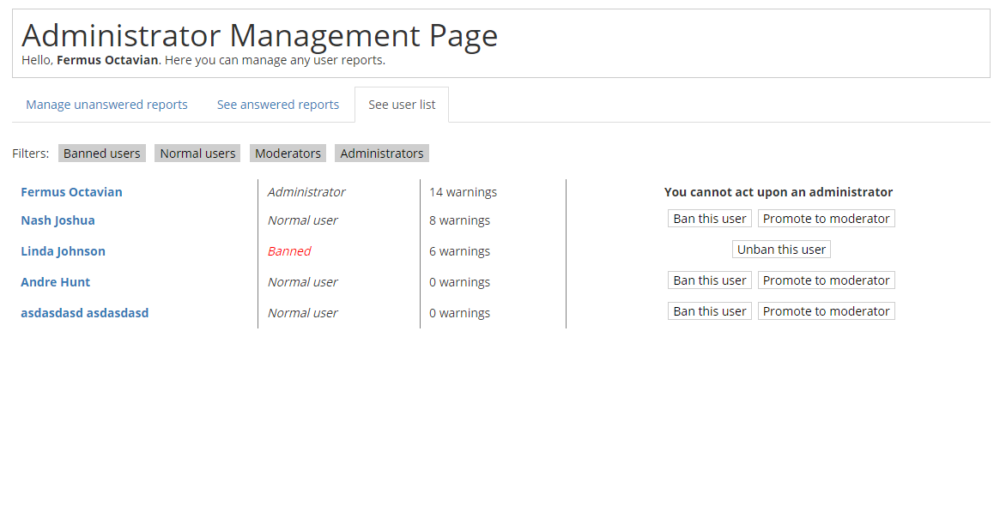 Administrator Management Page
Hello, Fermus Octavian. Here you can manage any user reports.
Manage unanswered reports See answered reports See user list
Filters: Banned users Normal users Moderators Administrators
Fermus Octavian Administrator 14 warnings You cannot act upon an administrator
Nash Joshua Normal user 8 warnings Ban this user Promote to moderator
Linda Johnson Banned 6 warnings Unban this user
Andre Hunt Normal user 0 warnings Ban this user Promote to moderator
asdasdasd asdasdasd Normal user 0 warnings Ban this user Promote to moderator